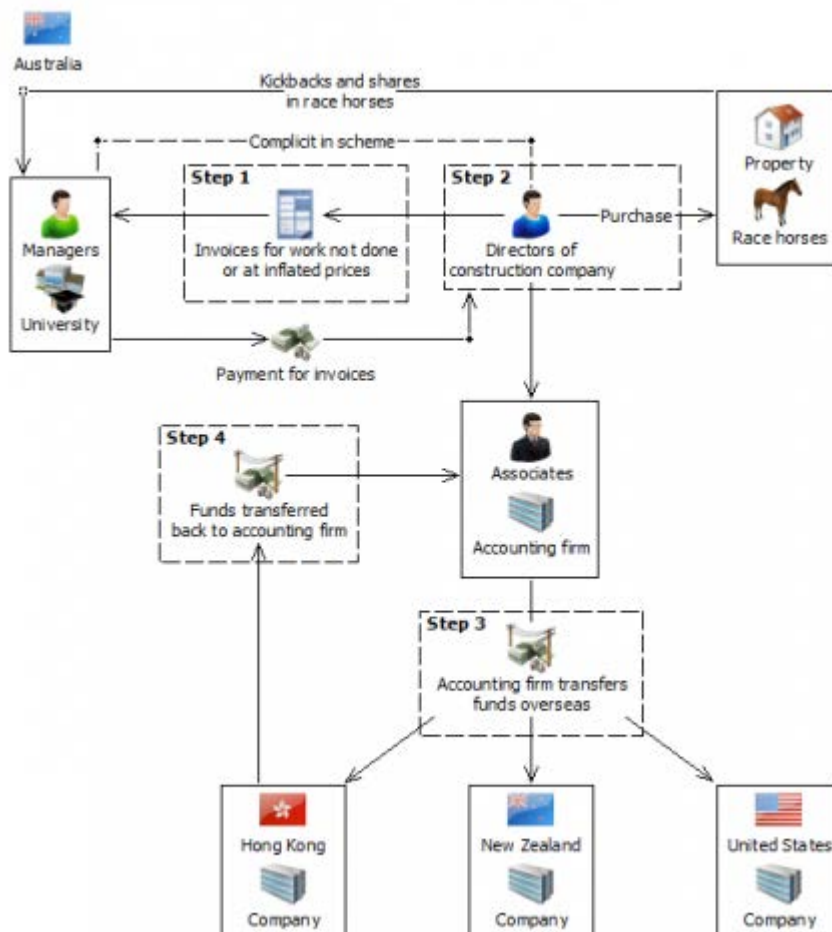 Australia
Kickbacks and shares
in race horses
Complicit in scheme
Step 1
Step 2
Property
Race horses
Purchase
Managers
University
Invoices for work not done
or at inflated prices
Directors of
construction company
Payment for invoices
Step 4
Funds transferred
back to accounting firm
Associates
Accounting firm
Step 3
Accounting firm transfers
funds overseas
Hong Kong
Company
New Zealand
Company
United States
Company